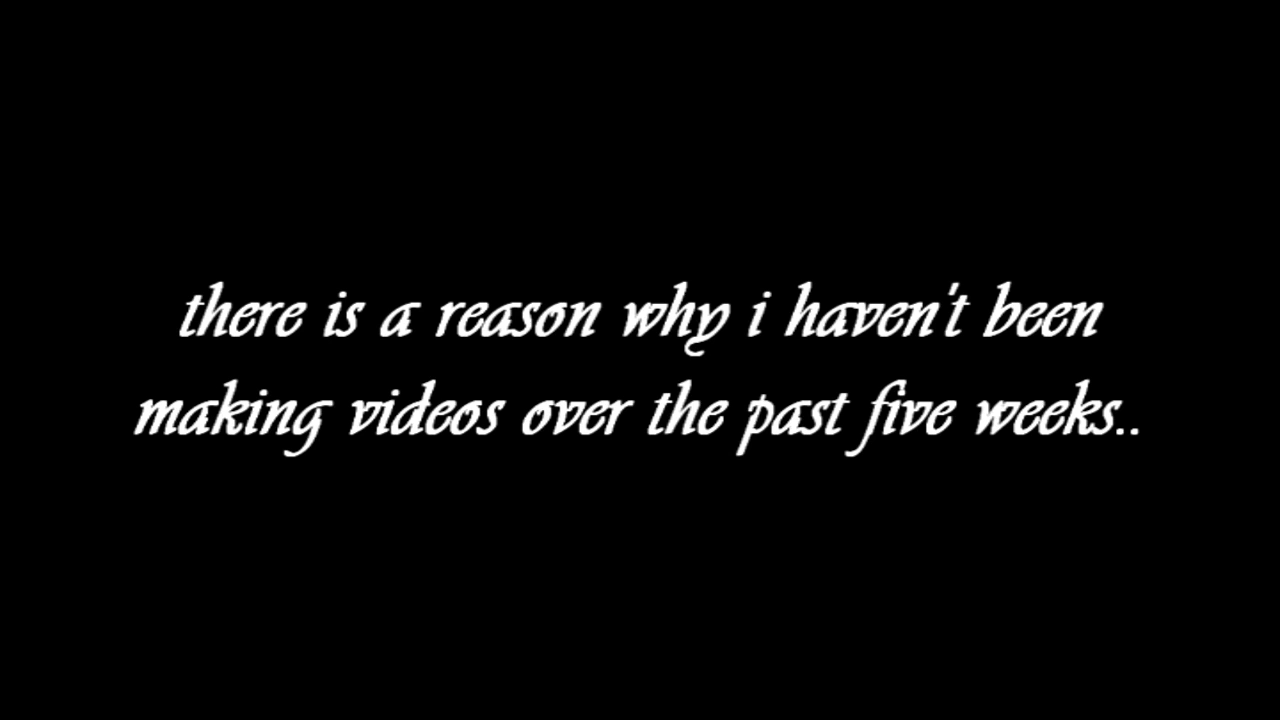 there is a reason why i haven't been
making videos over the past five weeks..